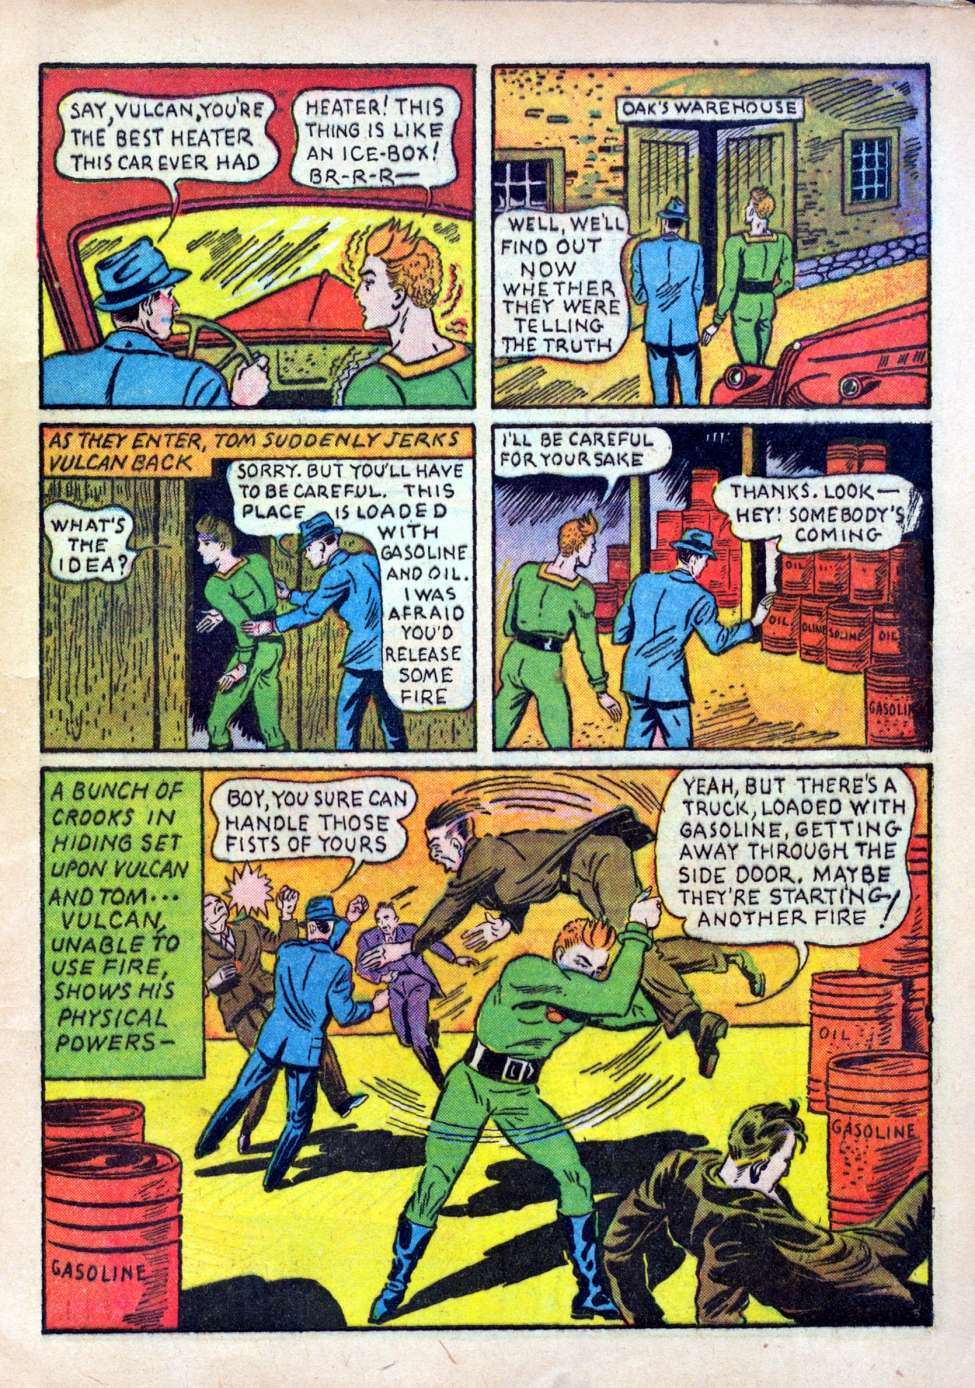 SAY, VULCAN, YOU'RE
THE BEST HEATER
THIS CAR EVER HAD
HEATER! THIS
THING IS LIKE
AN ICE-BOX!
BR-R-R—
OAK'S WAREHOUSE
WELL, WE'LL
FIND OUT
NOW
WHETHER
THEY WERE
TELLING
THE TRUTH
AS THEY ENTER, TOM SUDDENLY JERKS
VULCAN BACK
WHAT'S
THE
IDEA?
SORRY. BUT YOU'LL HAVE
TO BE CAREFUL. THIS
PLACE IS LOADED
WITH
GASOLINE
AND OIL.
I WAS
AFRAID
YOU'D
RELEASE
SOME
FIRE
I'LL BE CAREFUL
FOR YOUR SAKE
THANKS. LOOK—
HEY! SOMEBODY'S
COMING
OIL
OIL
OLINE
SOLINE
OIL
GASOLIN
A BUNCH OF
CROOKS IN
HIDING SET
UPON VULCAN
AND TOM...
VULCAN,
UNABLE TO
USE FIRE,
SHOWS HIS
PHYSICAL
POWERS—
BOY, YOU SURE CAN
HANDLE THOSE
FISTS OF YOURS
YEAH, BUT THERE'S A
TRUCK, LOADED WITH
GASOLINE, GETTING
AWAY THROUGH THE
SIDE DOOR. MAYBE
THEY'RE STARTING
ANOTHER FIRE!
OIL
GASOLINE
GASOLINE